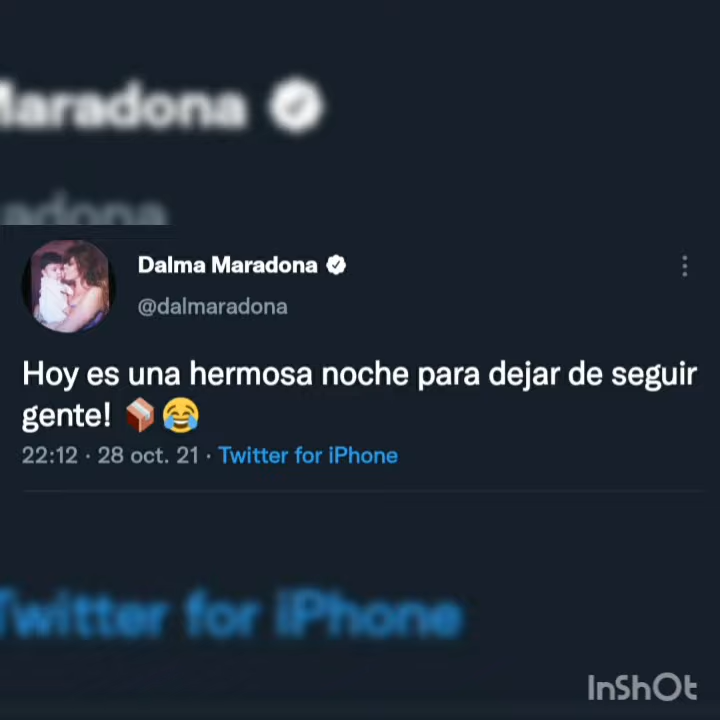 Maradona
adona
Dalma Maradona
@dalmaradona
Hoy es una hermosa noche para dejar de seguir
gente! 🧱😂
22:12 · 28 oct. 21 · Twitter for iPhone
Twitter for iPhone
InShOt